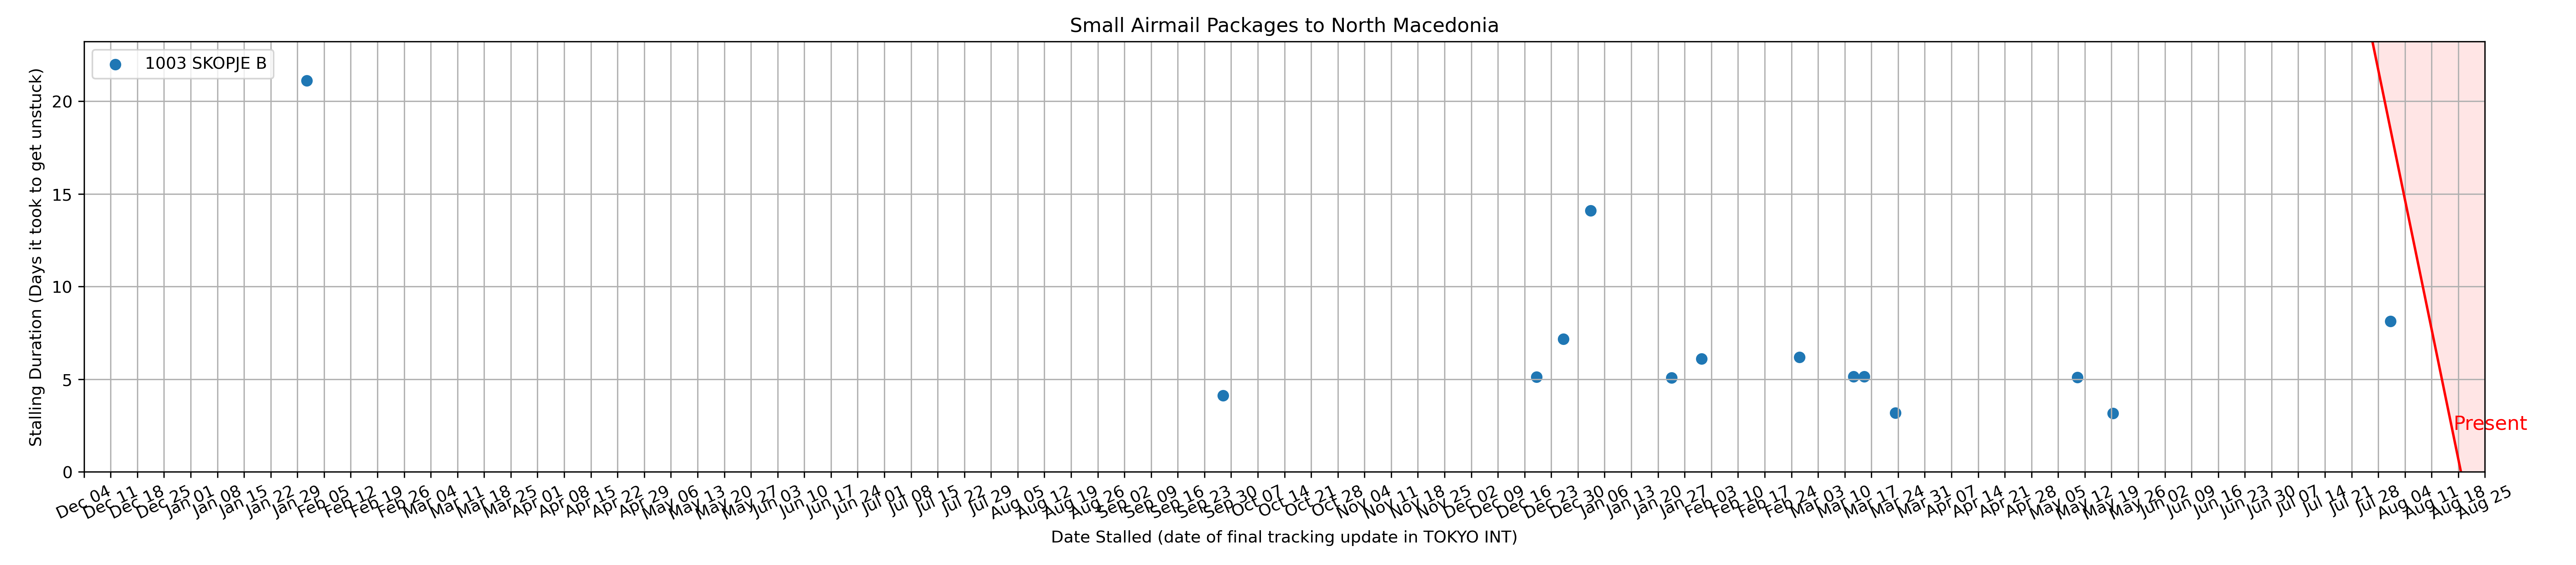 Small Airmail Packages to North Macedonia
1003 SKOPJE B
Stalling Duration (Days it took to get unstuck)
20
15
10
5
0
Present
Dec 04
Dec 11
Dec 18
Dec 25
Jan 01
Jan 08
Jan 15
Jan 22
Jan 29
Feb 05
Feb 12
Feb 19
Feb 26
Mar 04
Mar 11
Mar 18
Mar 25
Apr 01
Apr 08
Apr 15
Apr 22
Apr 29
May 06
May 13
May 20
May 27
Jun 03
Jun 10
Jun 17
Jun 24
Jul 01
Jul 08
Jul 15
Jul 22
Jul 29
Aug 05
Aug 12
Aug 19
Aug 26
Sep 02
Sep 09
Sep 16
Sep 23
Sep 30
Oct 07
Oct 14
Oct 21
Oct 28
Nov 04
Nov 11
Nov 18
Nov 25
Dec 02
Dec 09
Dec 16
Dec 23
Dec 30
Jan 06
Jan 13
Jan 20
Jan 27
Feb 03
Feb 10
Feb 17
Feb 24
Mar 03
Mar 10
Mar 17
Mar 24
Mar 31
Apr 07
Apr 14
Apr 21
Apr 28
May 05
May 12
May 19
May 26
Jun 02
Jun 09
Jun 16
Jun 23
Jun 30
Jul 07
Jul 14
Jul 21
Jul 28
Aug 04
Aug 11
Aug 18
Aug 25
Date Stalled (date of final tracking update in TOKYO INT)